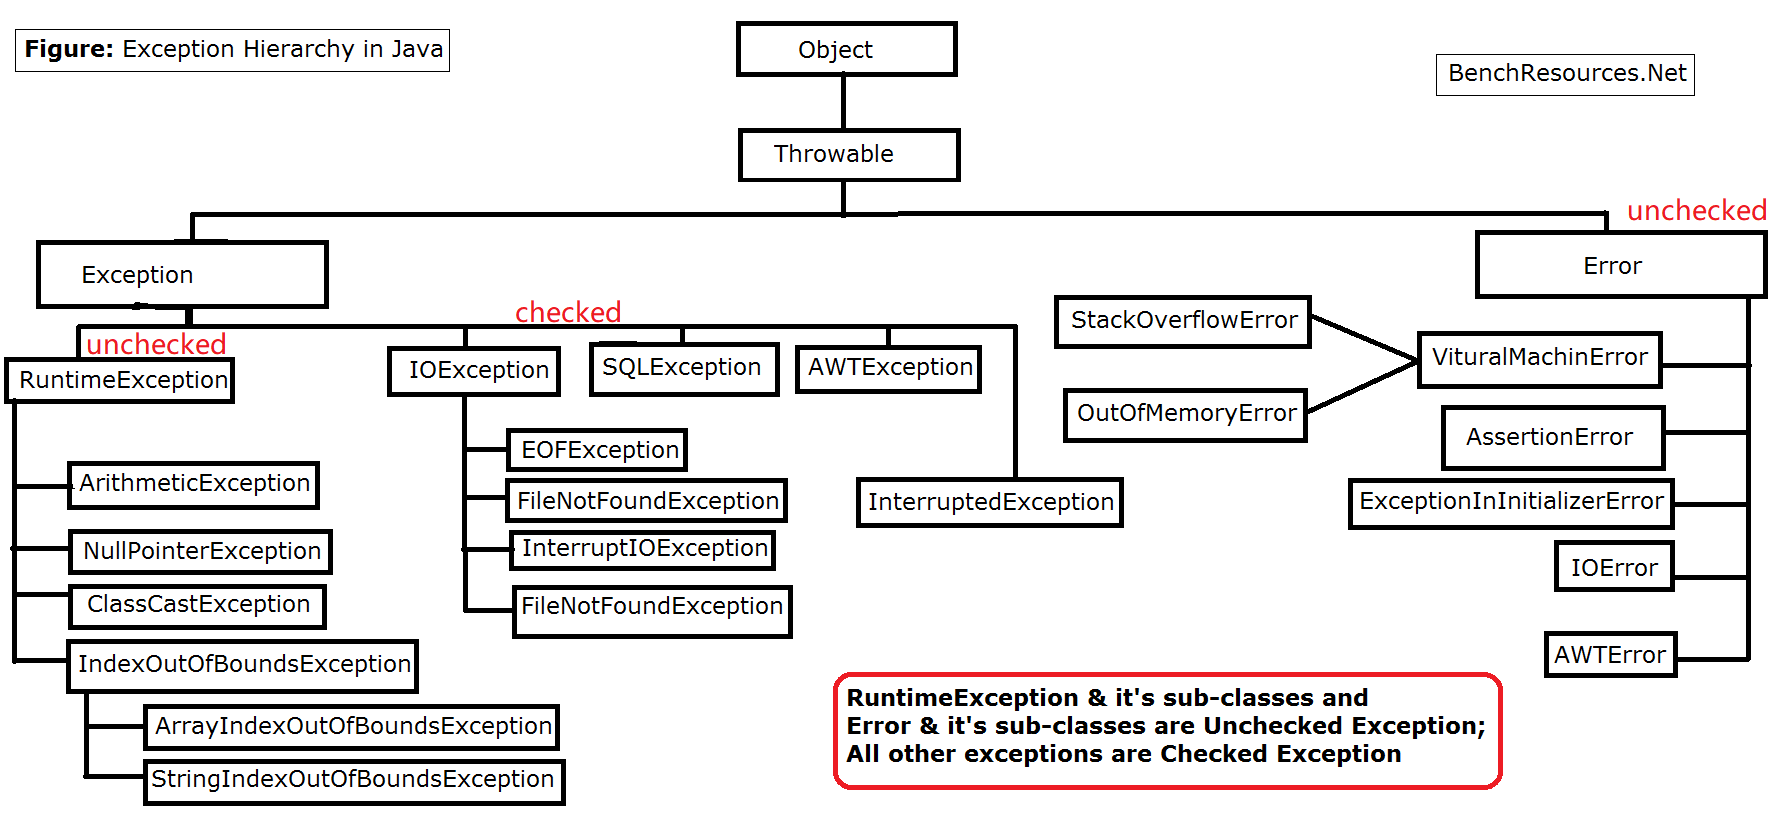 Figure: Exception Hierarchy in Java
Object
BenchResources.Net
Throwable
unchecked
Exception
Error
checked
unchecked
StackOverflowError
VituralMachinError
RuntimeException
IOException
SQLException
AWTException
OutOfMemoryError
AssertionError
EOFException
ArithmeticException
FileNotFoundException
InterruptedException
ExceptionInInitializerError
NullPointerException
InterruptIOException
IOError
ClassCastException
FileNotFoundException
IndexOutOfBoundsException
AWTError
RuntimeException & it's sub-classes and
Error & it's sub-classes are Unchecked Exception;
All other exceptions are Checked Exception
ArrayIndexOutOfBoundsException
StringIndexOutOfBoundsException